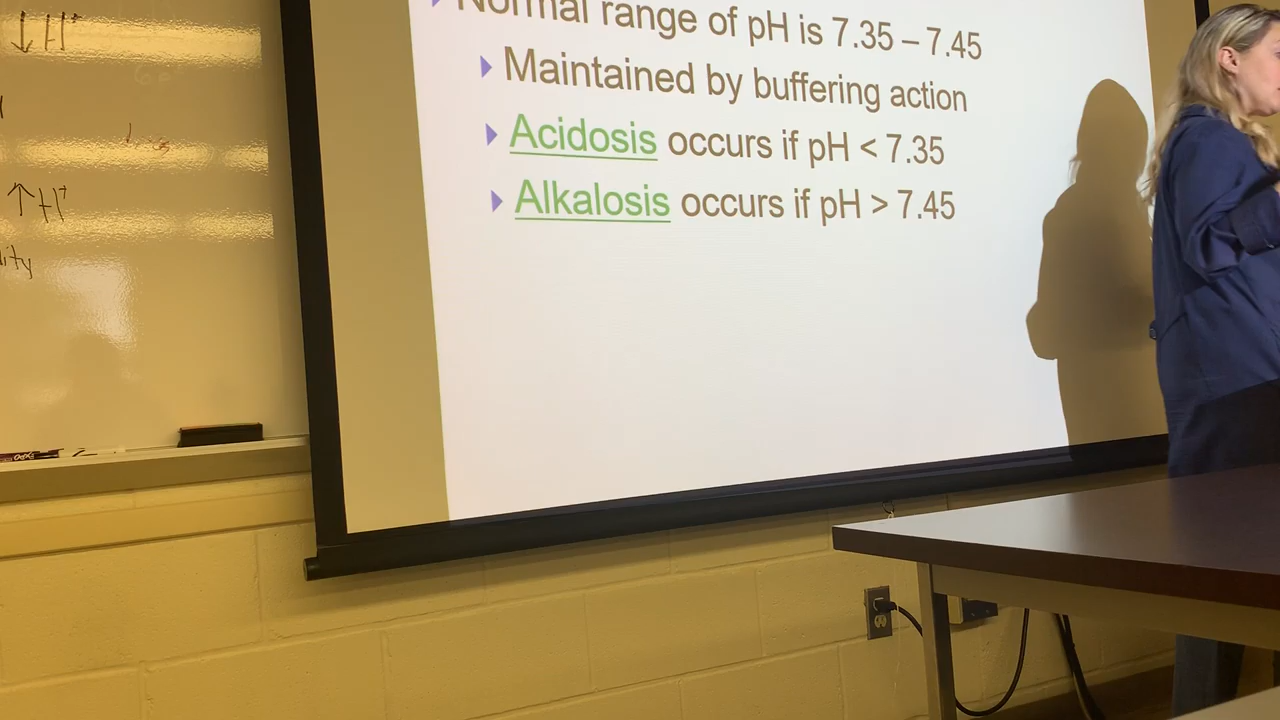 ↓H⁺
↑H⁺
Normal range of pH is 7.35 – 7.45
Maintained by buffering action
Acidosis occurs if pH < 7.35
Alkalosis occurs if pH > 7.45
EXPO